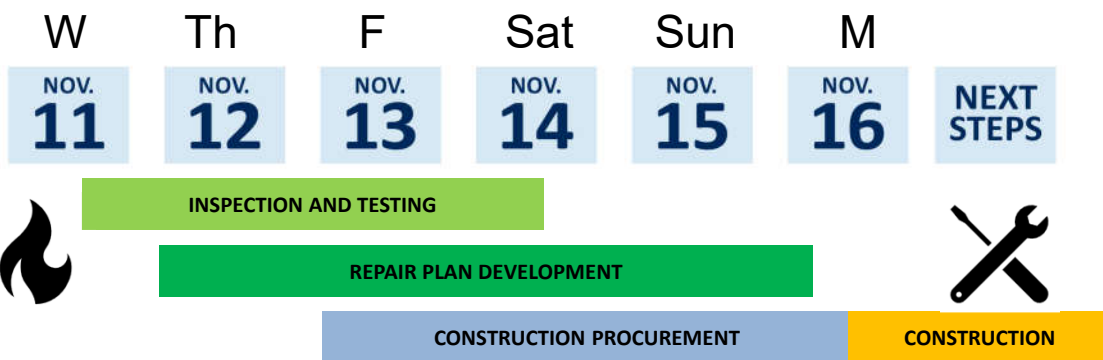 W Th F Sat Sun M
NOV. NOV. NOV. NOV. NOV. NOV. NEXT
11 12 13 14 15 16 STEPS
INSPECTION AND TESTING
REPAIR PLAN DEVELOPMENT
CONSTRUCTION PROCUREMENT CONSTRUCTION